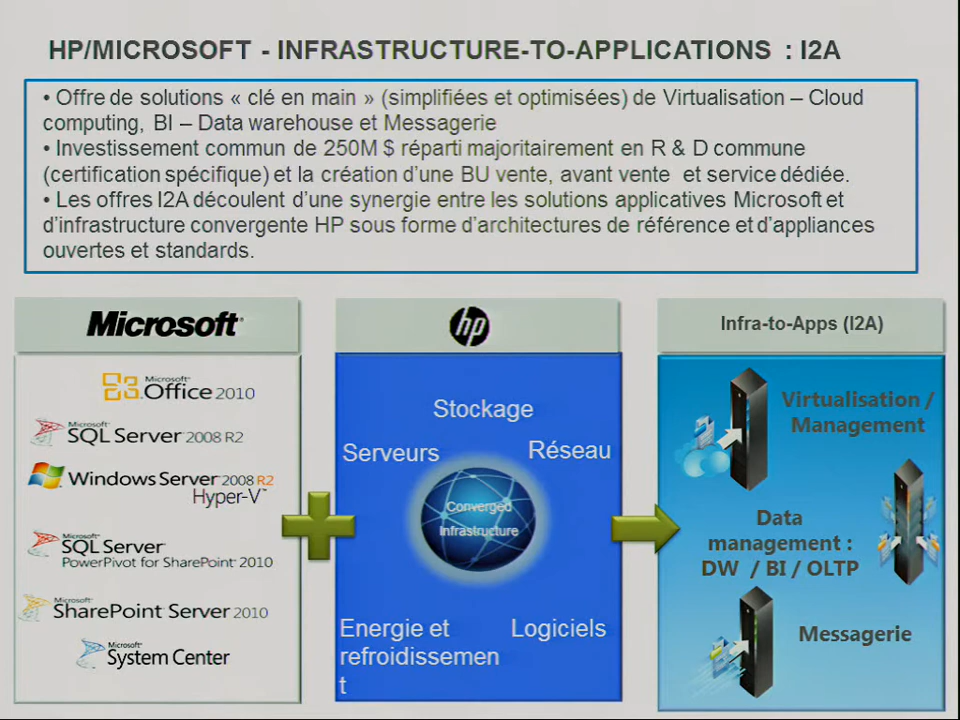 HP/MICROSOFT - INFRASTRUCTURE-TO-APPLICATIONS : I2A
• Offre de solutions « clé en main » (simplifiées et optimisées) de Virtualisation – Cloud
computing, BI – Data warehouse et Messagerie
• Investissement commun de 250M $ réparti majoritairement en R & D commune
(certification spécifique) et la création d'une BU vente, avant vente et service dédiée.
• Les offres I2A découlent d'une synergie entre les solutions applicatives Microsoft et
d'infrastructure convergente HP sous forme d'architectures de référence et d'appliances
ouvertes et standards.
Microsoft
Microsoft
Office 2010
Microsoft
SQL Server 2008 R2
Windows Server 2008 R2
Hyper-V™
Microsoft
SQL Server
PowerPivot for SharePoint 2010
SharePoint Server 2010
Microsoft
System Center
hp
Stockage
Serveurs
Réseau
Converged
Infrastructure
Energie et
refroidissemen
t
Logiciels
Infra-to-Apps (I2A)
Virtualisation /
Management
Data
management :
DW / BI / OLTP
Messagerie